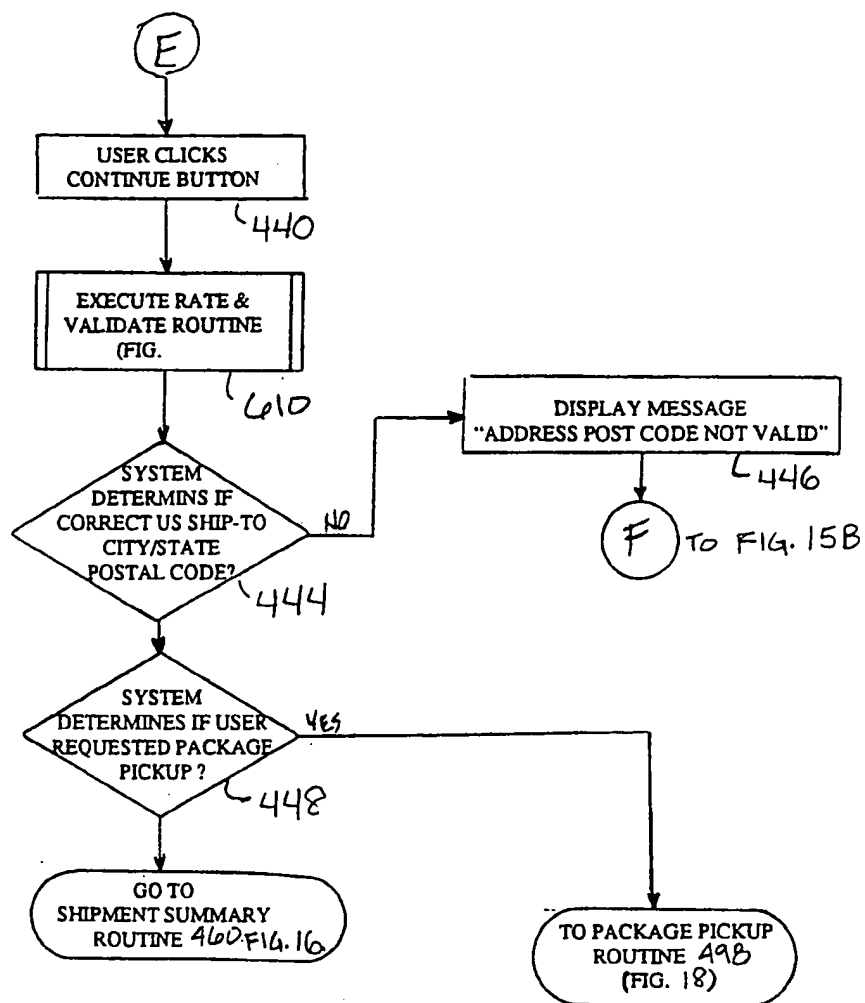 E
USER CLICKS
CONTINUE BUTTON
440
EXECUTE RATE &
VALIDATE ROUTINE
(FIG.
610
SYSTEM
DETERMINS IF
CORRECT US SHIP-TO
CITY/STATE
POSTAL CODE?
444
NO
DISPLAY MESSAGE
"ADDRESS POST CODE NOT VALID"
446
F TO FIG. 15B
SYSTEM
DETERMINES IF USER
REQUESTED PACKAGE
PICKUP ?
448
YES
GO TO
SHIPMENT SUMMARY
ROUTINE 460 FIG. 16
TO PACKAGE PICKUP
ROUTINE 498
(FIG. 18)